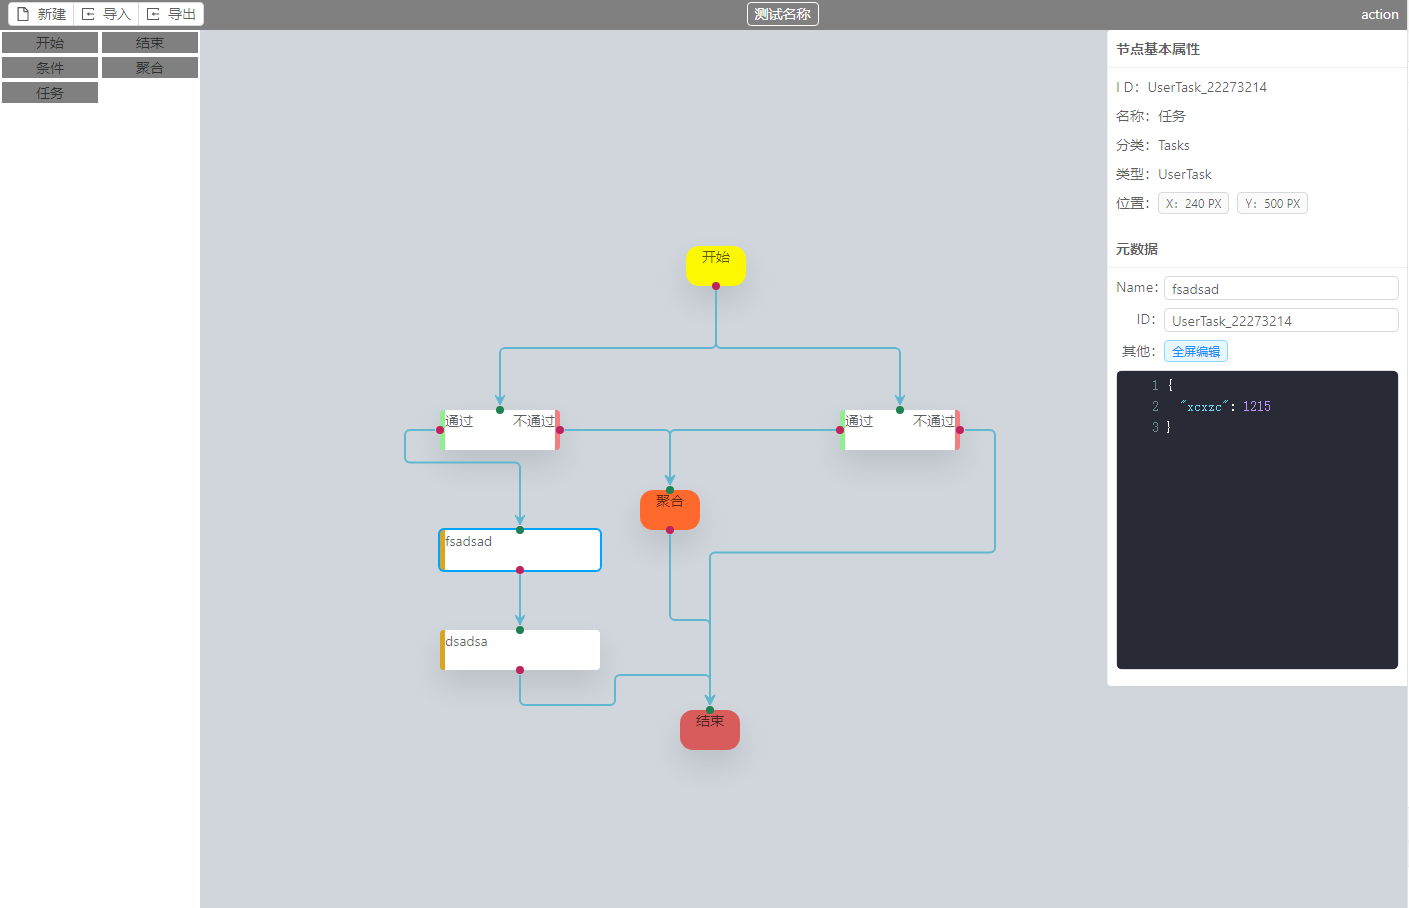 新建 导入 导出 测试名称 action
开始 结束
条件 聚合
任务
开始
通过 不通过
通过 不通过
聚合
fsadsad
dsadsa
结束
节点基本属性
I D： UserTask_22273214
名称： 任务
分类： Tasks
类型： UserTask
位置： X: 240 PX Y: 500 PX
元数据
Name： fsadsad
ID： UserTask_22273214
其他： 全屏编辑
1 {
2 "xcxzc": 1215
3 }